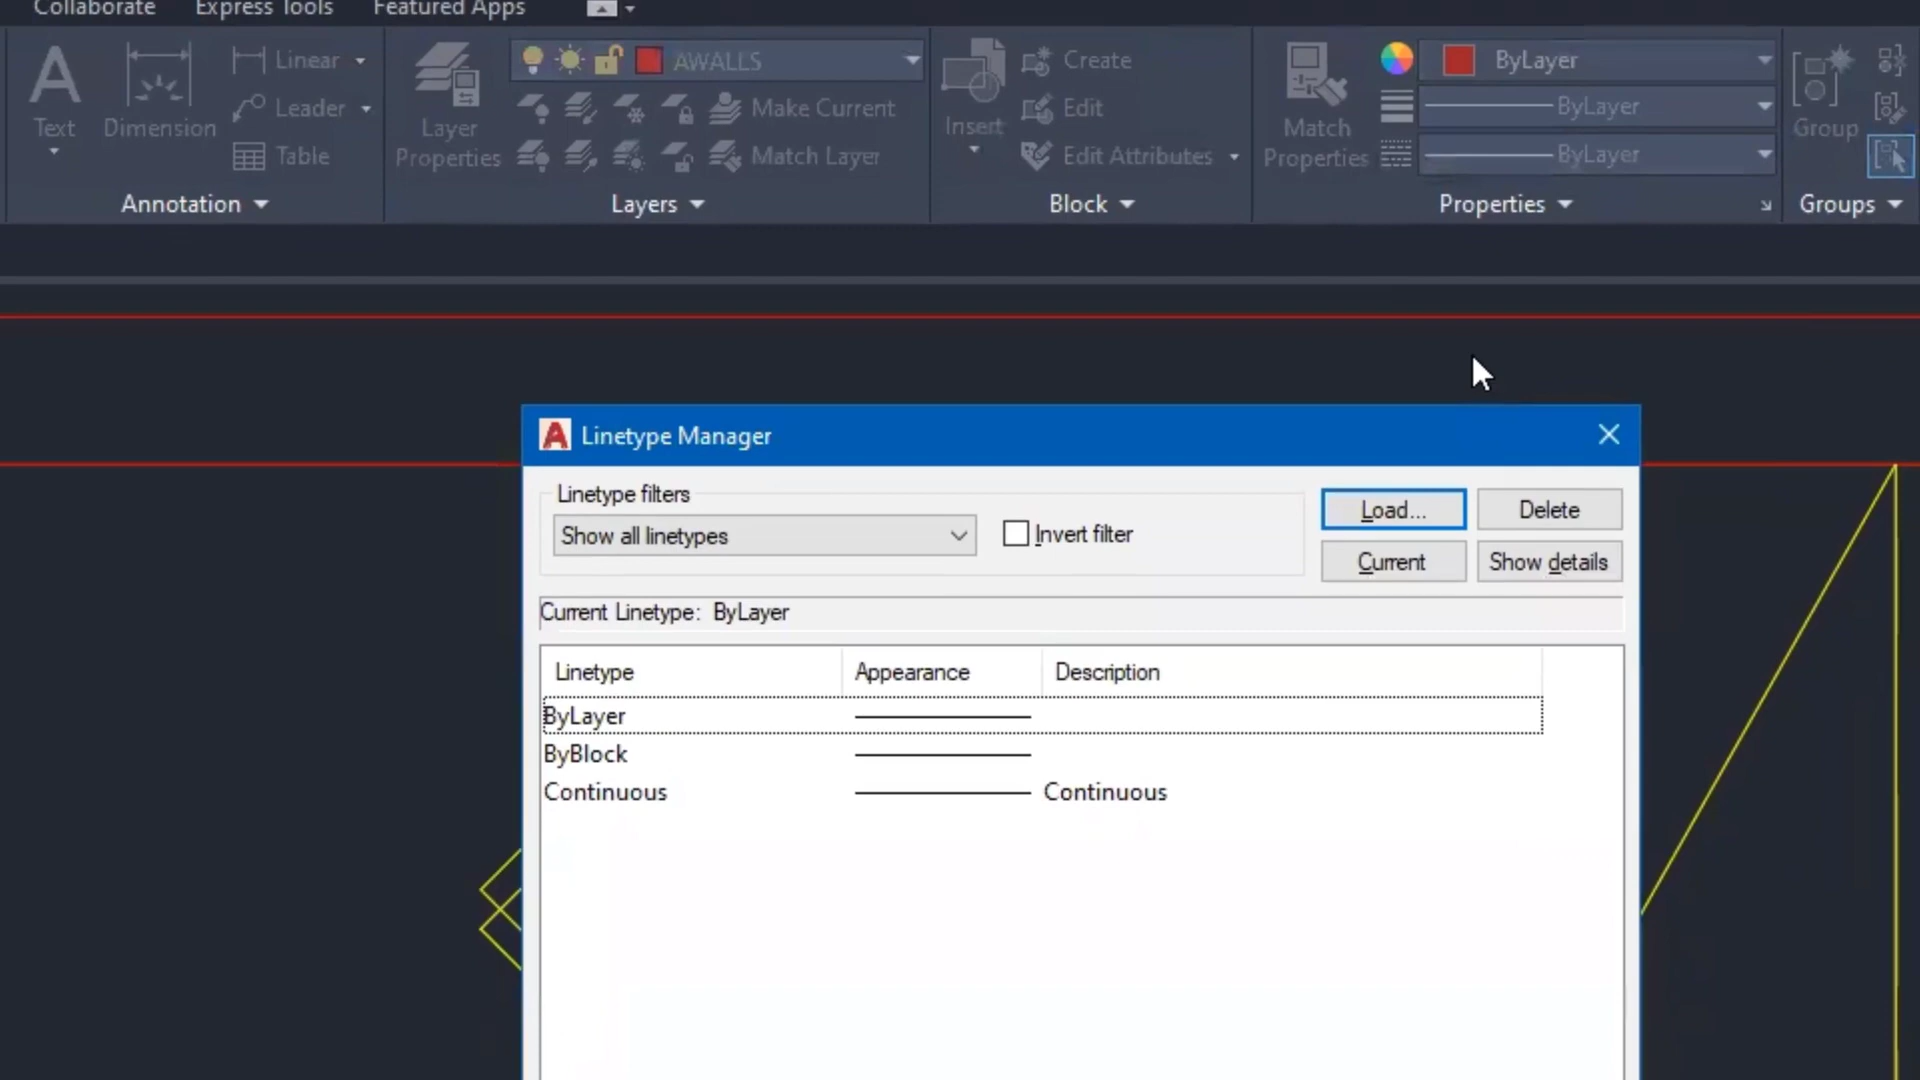 Collaborate Express Tools Featured Apps
Text
Dimension
Linear
Leader
Table
Annotation
Layer
Properties
AWALLS
Make Current
Match Layer
Layers
Insert
Create
Edit
Edit Attributes
Block
Match
Properties
ByLayer
ByLayer
ByLayer
Properties
Group
Groups
A Linetype Manager
Linetype filters
Show all linetypes
Invert filter
Load...
Delete
Current
Show details
Current Linetype: ByLayer
Linetype Appearance Description
ByLayer
ByBlock
Continuous Continuous